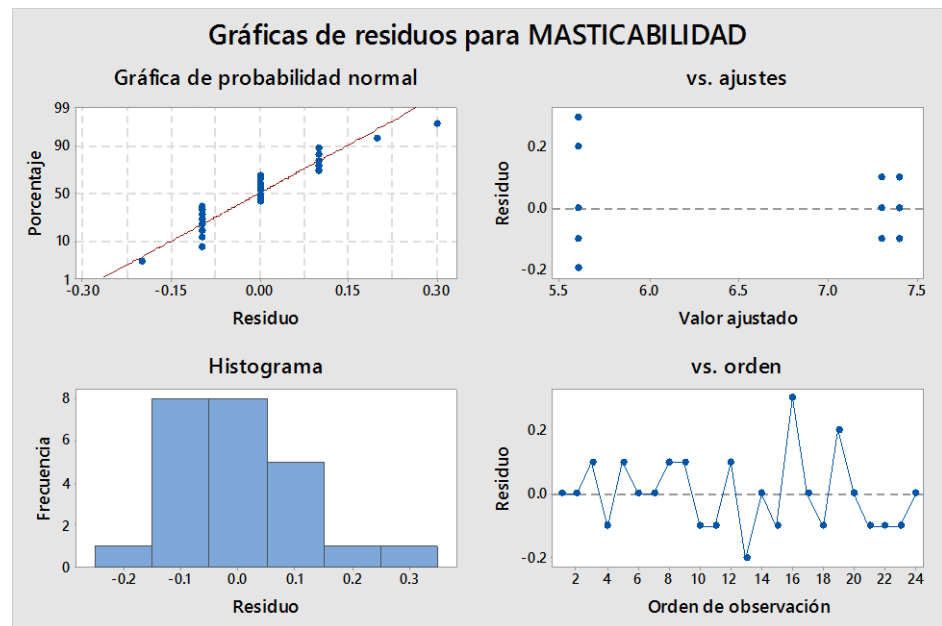 Gráficas de residuos para MASTICABILIDAD
Gráfica de probabilidad normal
99
90
50
10
1
Porcentaje
-0.30 -0.15 0.00 0.15 0.30
Residuo
vs. ajustes
0.2
0.0
-0.2
Residuo
5.5 6.0 6.5 7.0 7.5
Valor ajustado
Histograma
8
6
4
2
0
Frecuencia
-0.2 -0.1 0.0 0.1 0.2 0.3
Residuo
vs. orden
0.2
0.0
-0.2
Residuo
2 4 6 8 10 12 14 16 18 20 22 24
Orden de observación